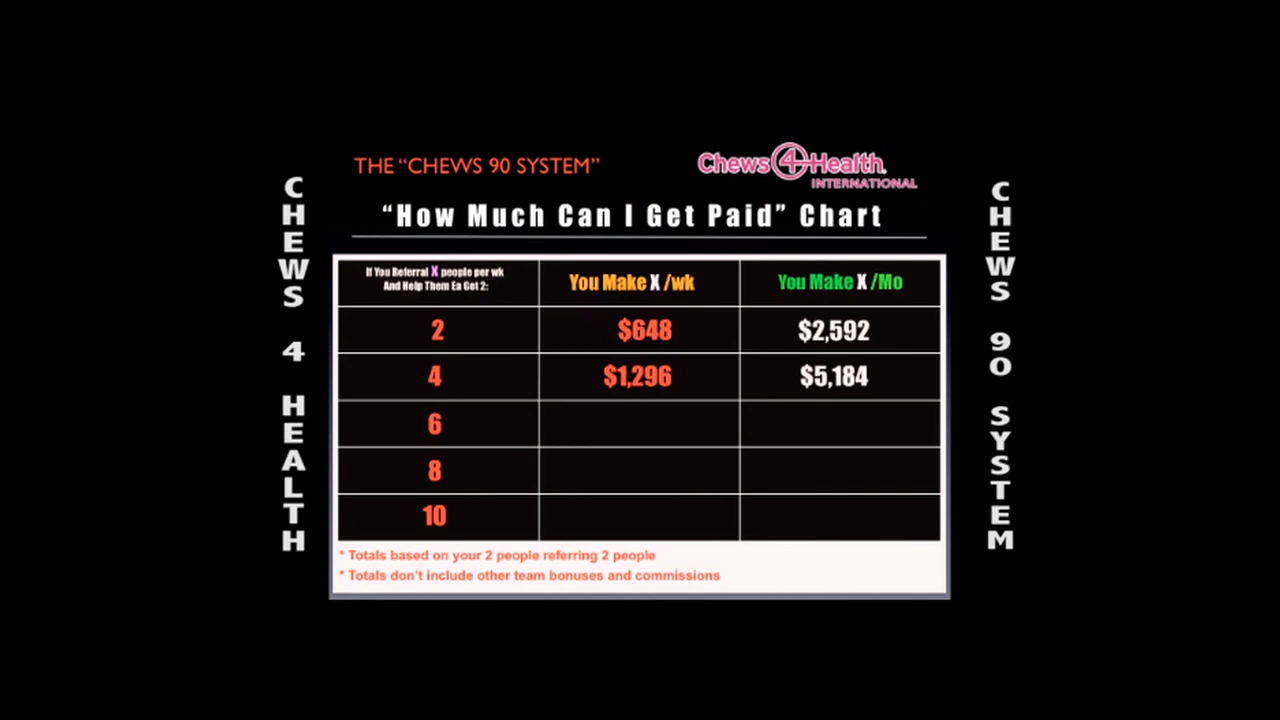 THE “CHEWS 90 SYSTEM”
Chews4Health
INTERNATIONAL
“How Much Can I Get Paid” Chart
If You Referral X people per wk
And Help Them Ea Get 2:
You Make X /wk
You Make X /Mo
2 $648 $2,592
4 $1,296 $5,184
6
8
10
* Totals based on your 2 people referring 2 people
* Totals don't include other team bonuses and commissions
CHEWS 4 HEALTH
CHEWS 90 SYSTEM